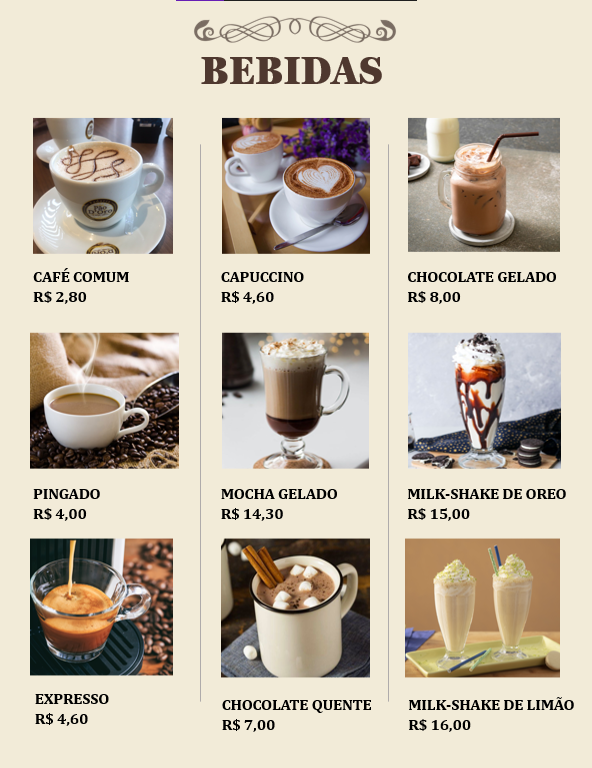 BEBIDAS
CAFÉ COMUM
R$ 2,80
CAPUCCINO
R$ 4,60
CHOCOLATE GELADO
R$ 8,00
PINGADO
R$ 4,00
MOCHA GELADO
R$ 14,30
MILK-SHAKE DE OREO
R$ 15,00
EXPRESSO
R$ 4,60
CHOCOLATE QUENTE
R$ 7,00
MILK-SHAKE DE LIMÃO
R$ 16,00